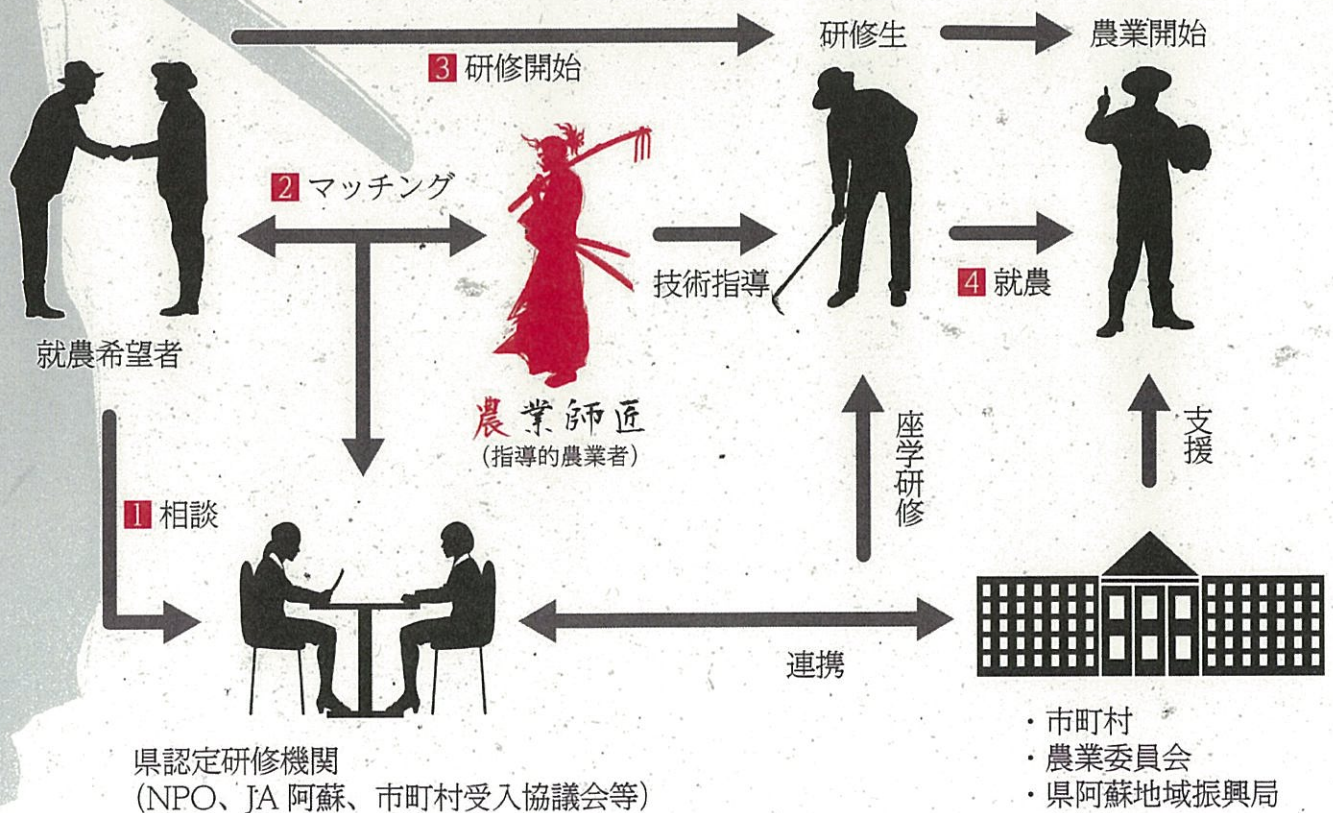 研修生
農業開始
3 研修開始
2 マッチング
技術指導
4 就農
就農希望者
農業師匠
(指導的農業者)
座学研修
支援
1 相談
連携
県認定研修機関
(NPO、JA 阿蘇、市町村受入協議会等)
・市町村
・農業委員会
・県阿蘇地域振興局